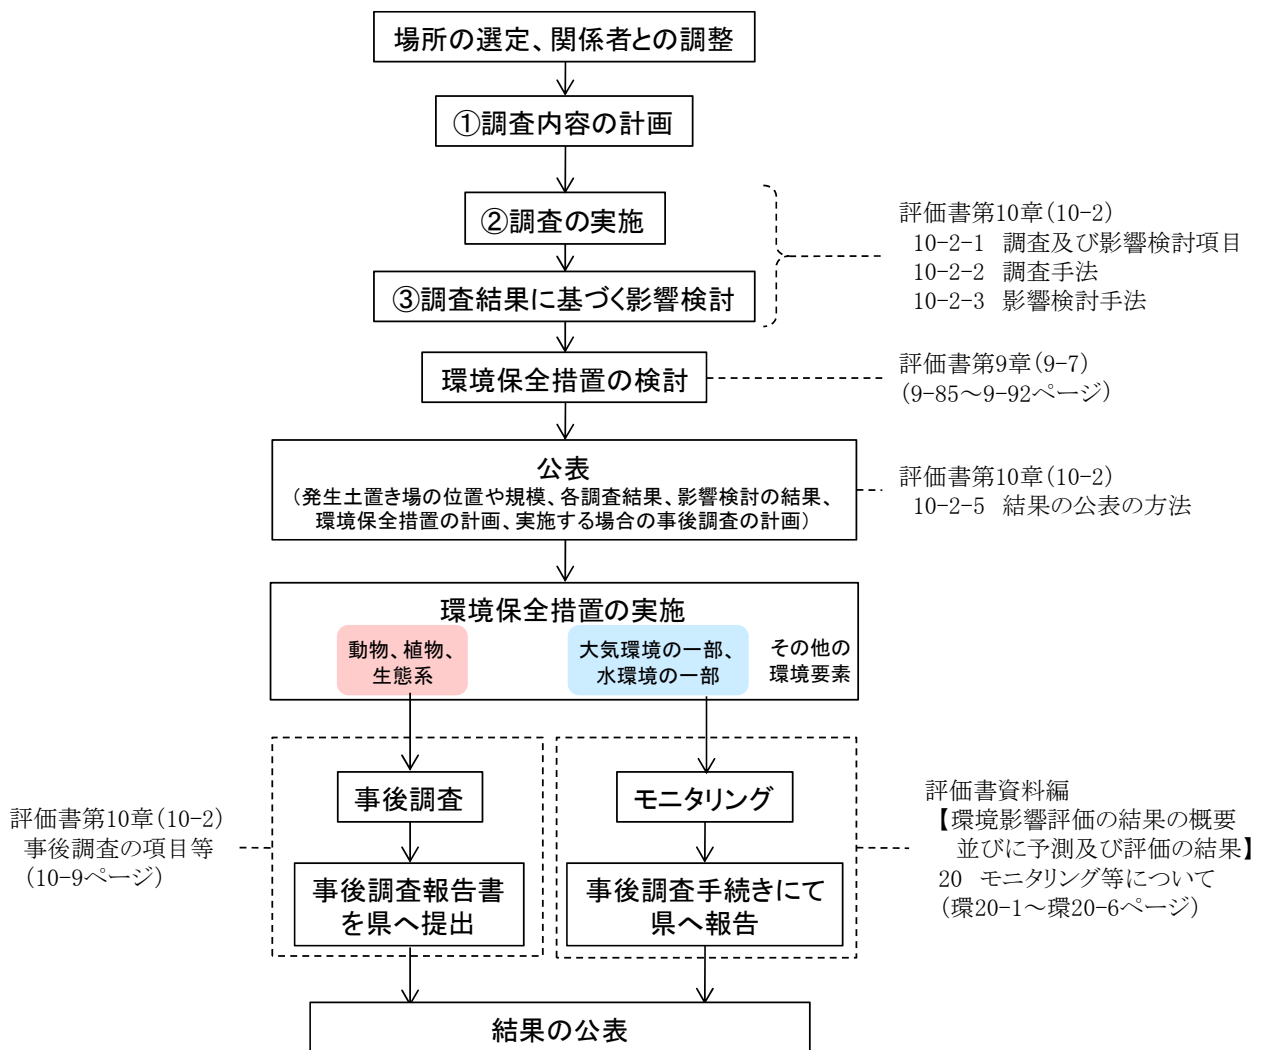 場所の選定、関係者との調整
①調査内容の計画
②調査の実施
③調査結果に基づく影響検討
評価書第10章(10-2)
10-2-1 調査及び影響検討項目
10-2-2 調査手法
10-2-3 影響検討手法
環境保全措置の検討
評価書第9章(9-7)
(9-85～9-92ページ)
公表
(発生土置き場の位置や規模、各調査結果、影響検討の結果、
環境保全措置の計画、実施する場合の事後調査の計画)
評価書第10章(10-2)
10-2-5 結果の公表の方法
環境保全措置の実施
動物、植物、
生態系
大気環境の一部、
水環境の一部
その他の
環境要素
事後調査
事後調査報告書
を県へ提出
評価書第10章(10-2)
事後調査の項目等
(10-9ページ)
モニタリング
事後調査手続きにて
県へ報告
評価書資料編
【環境影響評価の結果の概要
並びに予測及び評価の結果】
20 モニタリング等について
(環20-1～環20-6ページ)
結果の公表